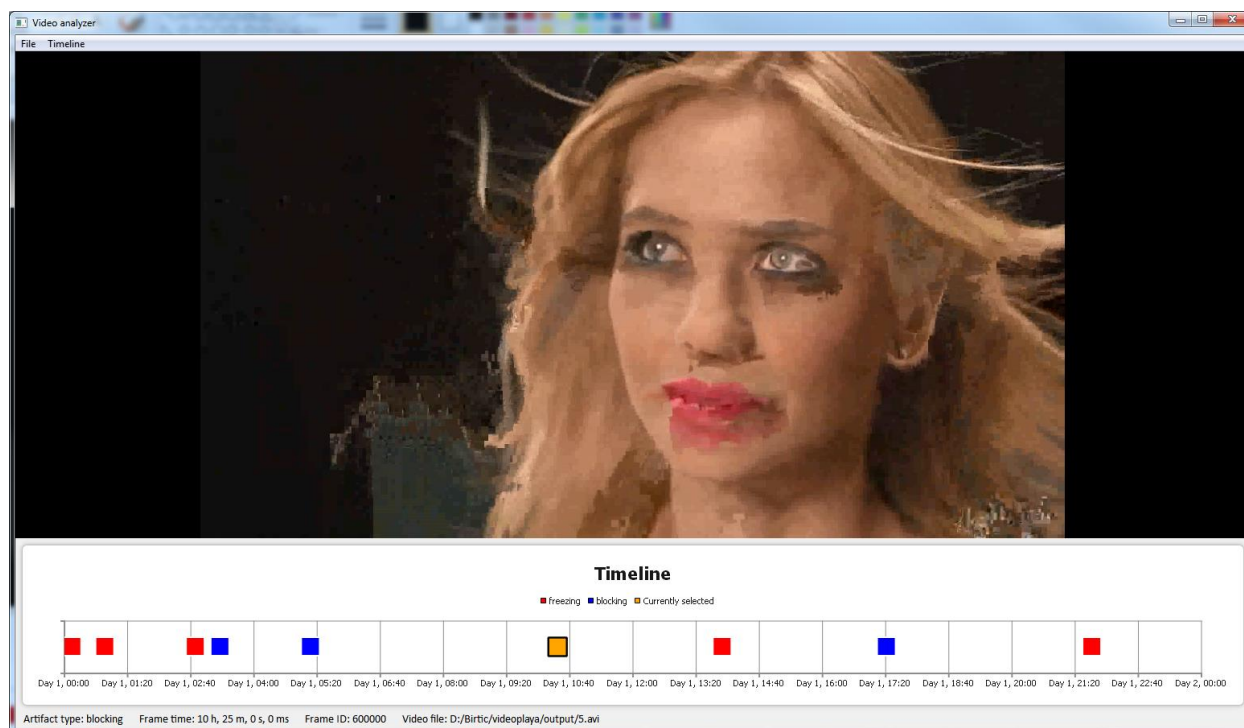 Video analyzer
File Timeline
Timeline
freezing blocking Currently selected
Day 1, 00:00 Day 1, 01:20 Day 1, 02:40 Day 1, 04:00 Day 1, 05:20 Day 1, 06:40 Day 1, 08:00 Day 1, 09:20 Day 1, 10:40 Day 1, 12:00 Day 1, 13:20 Day 1, 14:40 Day 1, 16:00 Day 1, 17:20 Day 1, 18:40 Day 1, 20:00 Day 1, 21:20 Day 1, 22:40 Day 2, 00:00
Artifact type: blocking Frame time: 10 h, 25 m, 0 s, 0 ms Frame ID: 600000 Video file: D:/Birtic/videoplaya/output/5.avi